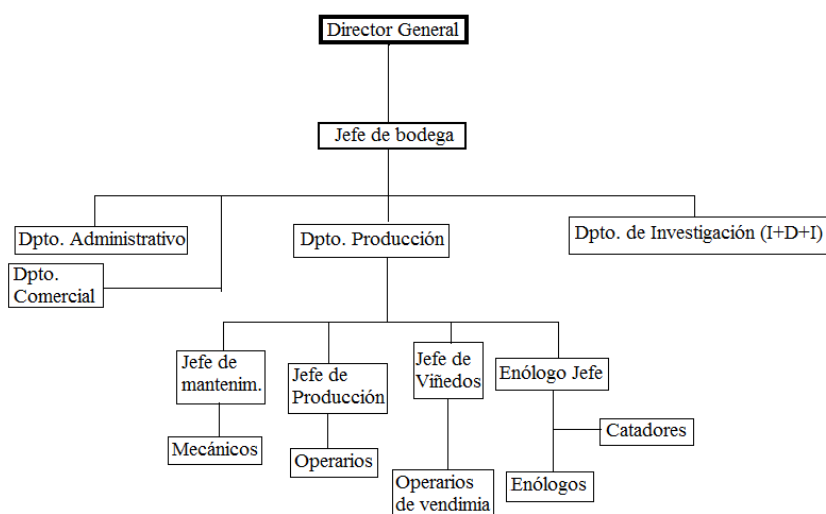 Director General
Jefe de bodega
Dpto. Administrativo
Dpto. Producción
Dpto. de Investigación (I+D+I)
Dpto.
Comercial
Jefe de
mantenim.
Jefe de
Producción
Jefe de
Viñedos
Enólogo Jefe
Mecánicos
Operarios
Operarios
de vendimia
Catadores
Enólogos